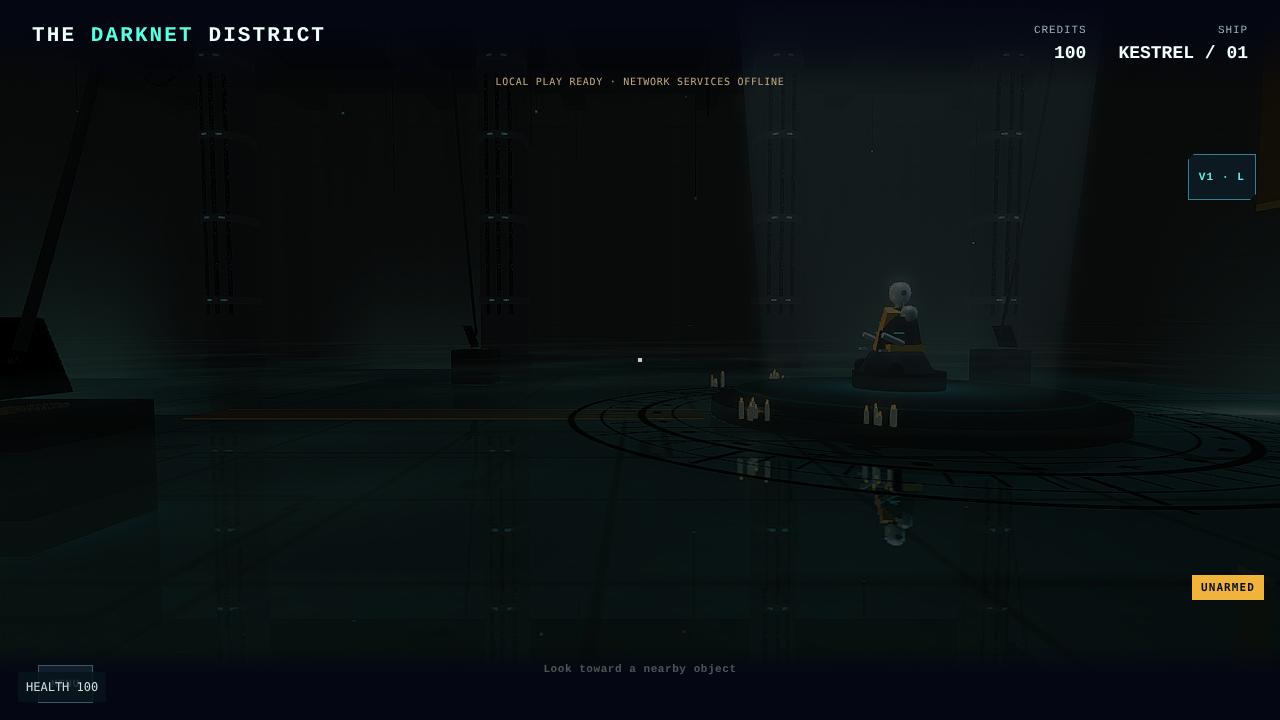 THE DARKNET DISTRICT
CREDITS
100
SHIP
KESTREL / 01
LOCAL PLAY READY · NETWORK SERVICES OFFLINE
V1 · L
UNARMED
Look toward a nearby object
HEALTH 100